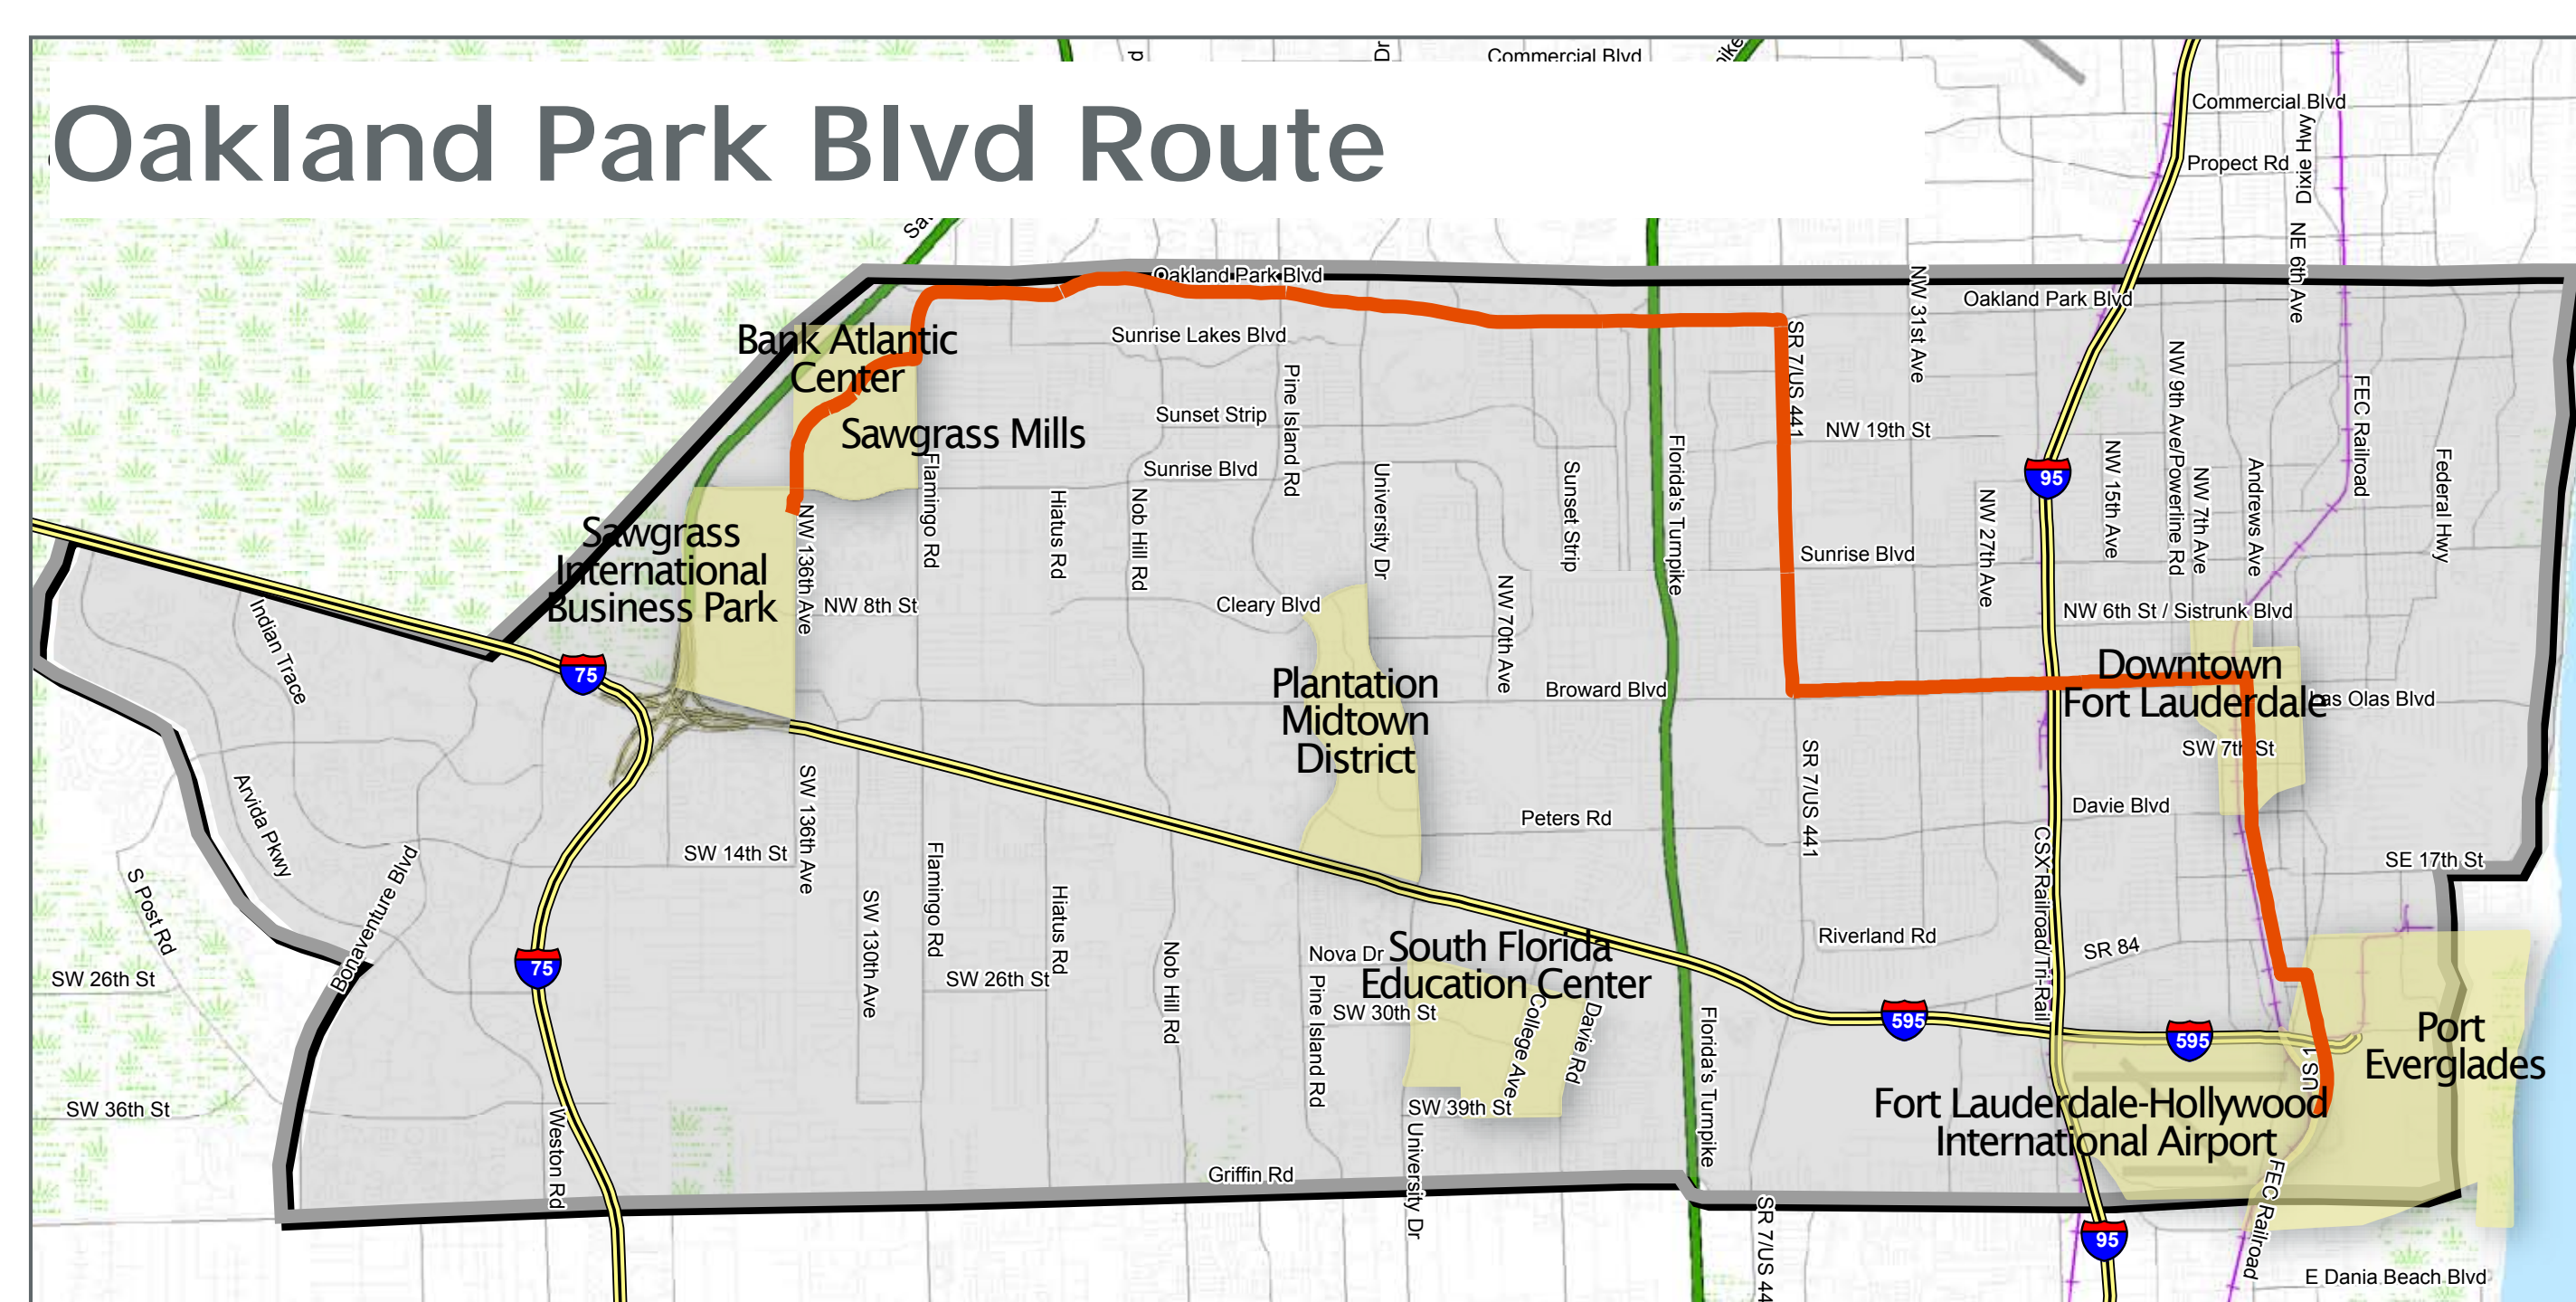 Commercial Blvd
Oakland Park Blvd Route
Commercial Blvd
Propect Rd
Dixie Hwy
NE 6th Ave
Oakland Park Blvd
Oakland Park Blvd
NW 31st Ave
Bank Atlantic
Center
Sunrise Lakes Blvd
SR 7/US 441
Pine Island Rd
Sunset Strip
Sawgrass Mills
NW 19th St
NW 9th Ave/Powerline Rd
FEC Railroad
Flamingo Rd
Sunrise Blvd
University Dr
Sunset Strip
Florida's Turnpike
95
NW 15th Ave
NW 7th Ave
Andrews Ave
Federal Hwy
Hiatus Rd
Nob Hill Rd
NW 27th Ave
Sawgrass
International
Business Park
NW 136th Ave
NW 8th St
Sunrise Blvd
Cleary Blvd
NW 70th Ave
NW 6th St / Sistrunk Blvd
Indian Trace
75
Plantation
Midtown
District
Broward Blvd
Downtown
Fort Lauderdale
Las Olas Blvd
SW 7th St
SR 7/US 441
Arvida Pkwy
SW 136th Ave
Peters Rd
Davie Blvd
SW 14th St
Flamingo Rd
CSX Railroad/Tri-Rail
SE 17th St
S Post Rd
Bonaventure Blvd
SW 130th Ave
Hiatus Rd
Nob Hill Rd
Riverland Rd
SR 84
75
Nova Dr
South Florida
Education Center
SW 26th St
SW 26th St
Pine Island Rd
SW 30th St
College Ave
Davie Rd
Florida's Turnpike
595
595
US 1
Port
Everglades
SW 36th St
Weston Rd
SW 39th St
University Dr
Fort Lauderdale-Hollywood
International Airport
Griffin Rd
FEC Railroad
SR 7/US 44
95
E Dania Beach Blvd